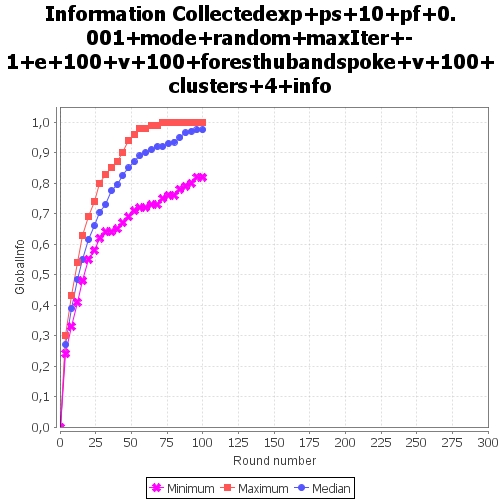 Information Collectedexp+ps+10+pf+0.
001+mode+random+maxIter+-
1+e+100+v+100+foresthubandspoke+v+100+
clusters+4+info
1,0
0,9
0,8
0,7
0,6
0,5
0,4
0,3
0,2
0,1
0,0
GlobalInfo
0 25 50 75 100 125 150 175 200 225 250 275 300
Round number
Minimum Maximum Median